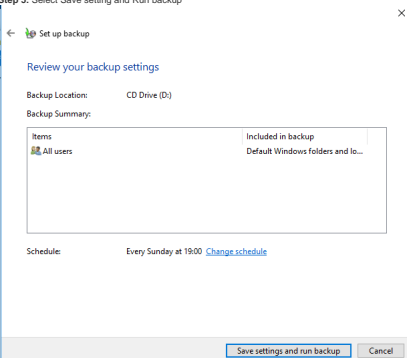 Step 3: Select Save setting and Run backup
Set up backup
Review your backup settings
Backup Location: CD Drive (D:)
Backup Summary:
Items Included in backup
All users Default Windows folders and lo...
Schedule: Every Sunday at 19:00 Change schedule
Save settings and run backup Cancel